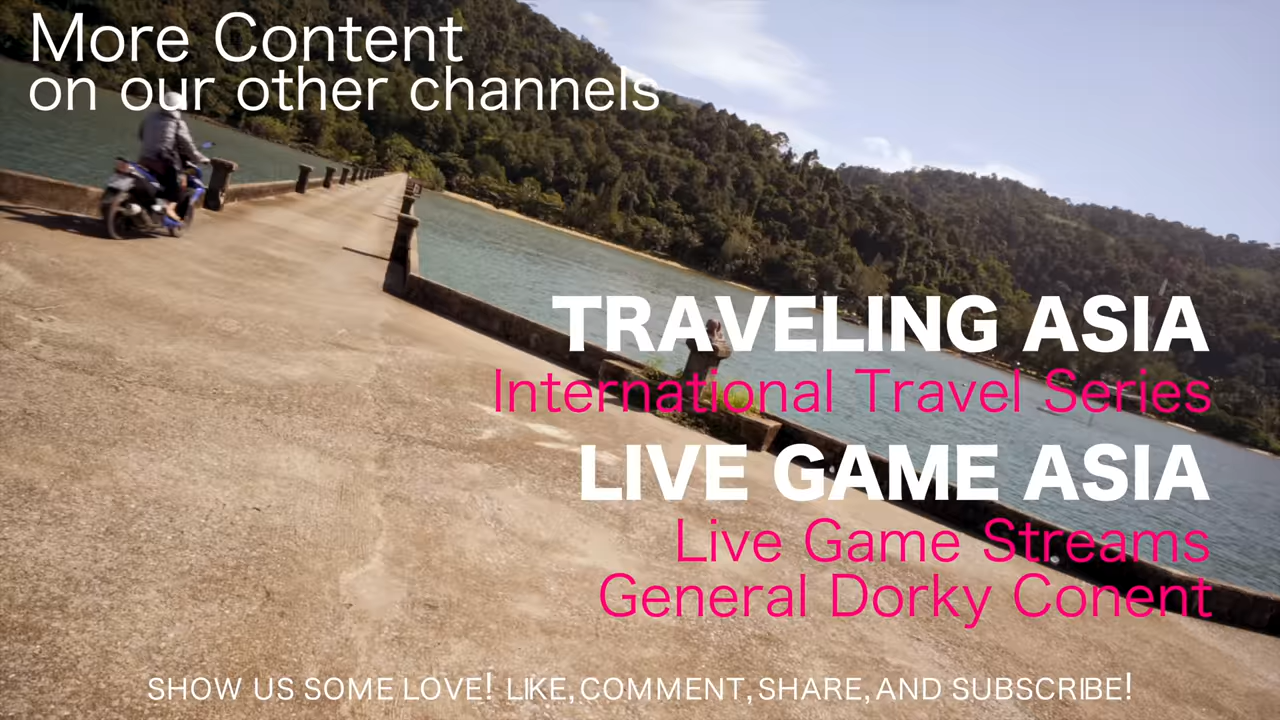 More Content
on our other channels
TRAVELING ASIA
International Travel Series
LIVE GAME ASIA
Live Game Streams
General Dorky Conent
SHOW US SOME LOVE! LIKE, COMMENT, SHARE, AND SUBSCRIBE!